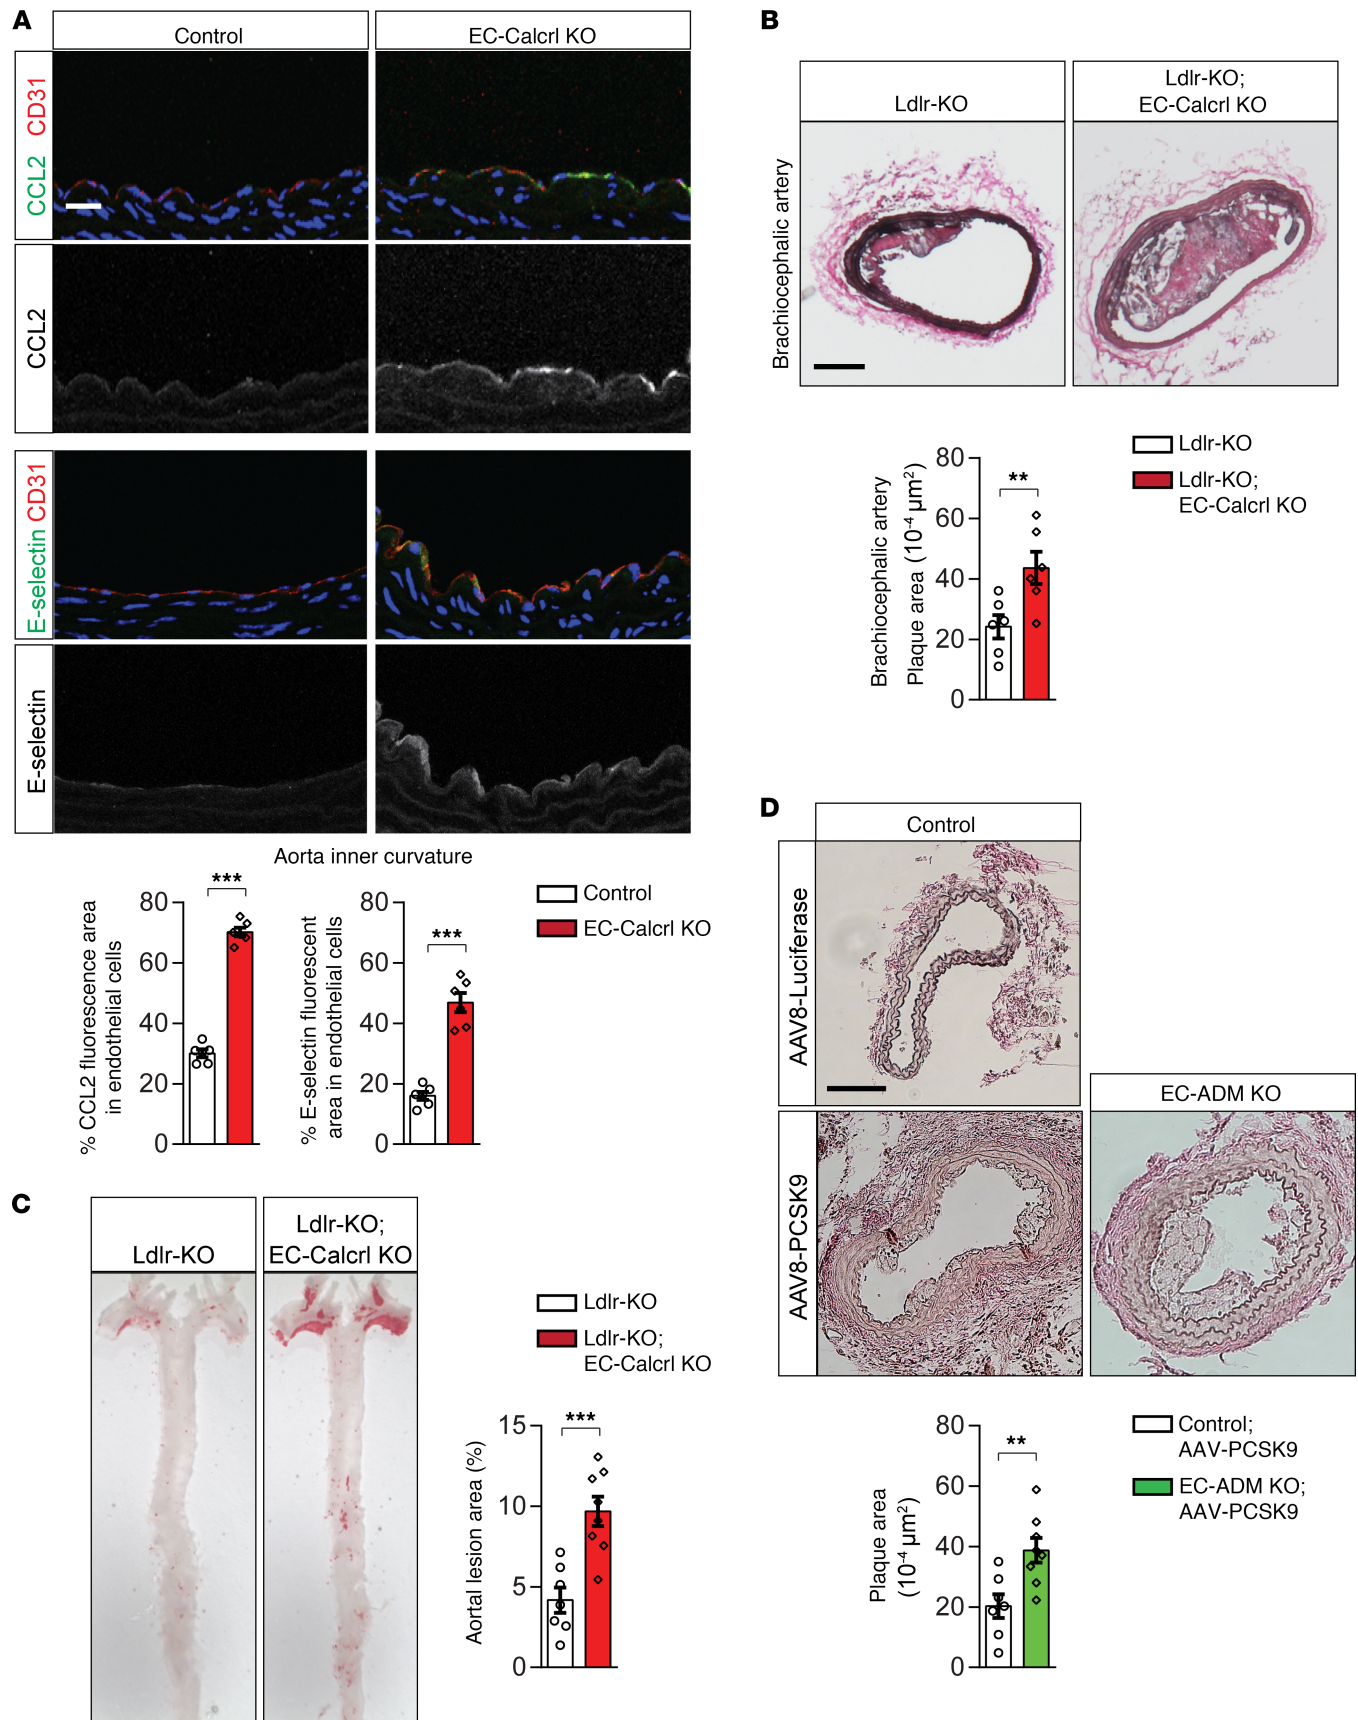 A
Control
EC-Calcrl KO
CCL2 CD31
CCL2
E-selectin CD31
E-selectin
Aorta inner curvature
% CCL2 fluorescence area
in endothelial cells
80
60
40
20
0
***
% E-selectin fluorescent
area in endothelial cells
80
60
40
20
0
***
Control
EC-Calcrl KO
B
Ldlr-KO
Ldlr-KO;
EC-Calcrl KO
Brachiocephalic artery
Brachiocephalic artery
Plaque area (10⁻⁴ µm²)
80
60
40
20
0
**
Ldlr-KO
Ldlr-KO;
EC-Calcrl KO
C
Ldlr-KO
Ldlr-KO;
EC-Calcrl KO
Ldlr-KO
Ldlr-KO;
EC-Calcrl KO
Aortal lesion area (%)
15
10
5
0
***
D
Control
AAV8-Luciferase
EC-ADM KO
AAV8-PCSK9
Plaque area
(10⁻⁴ µm²)
80
60
40
20
0
**
Control;
AAV-PCSK9
EC-ADM KO;
AAV-PCSK9